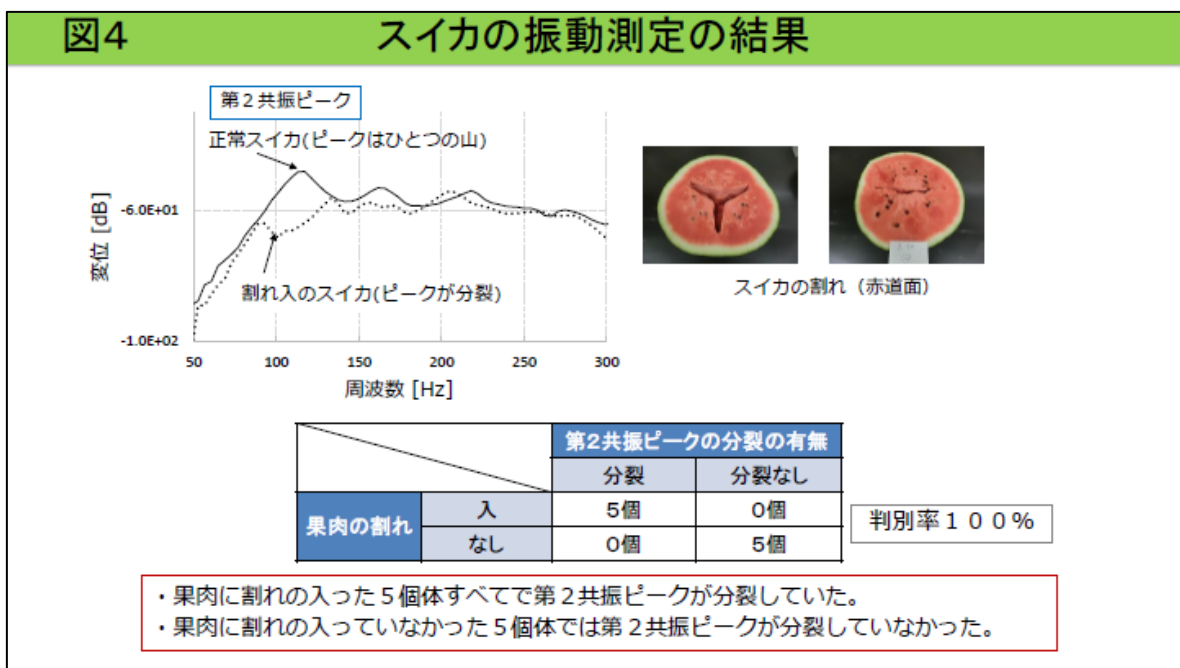 図4 スイカの振動測定の結果
第2共振ピーク
正常スイカ(ピークはひとつの山)
変位 [dB]
-6.0E+01
割れ入のスイカ(ピークが分裂)
-1.0E+02
50 100 150 200 250 300
周波数 [Hz]
スイカの割れ（赤道面）
第2共振ピークの分裂の有無
分裂 分裂なし
果肉の割れ
入 5個 0個
なし 0個 5個
判別率１００％
・果肉に割れの入った５個体すべてで第２共振ピークが分裂していた。
・果肉に割れの入っていなかった５個体では第２共振ピークが分裂していなかった。